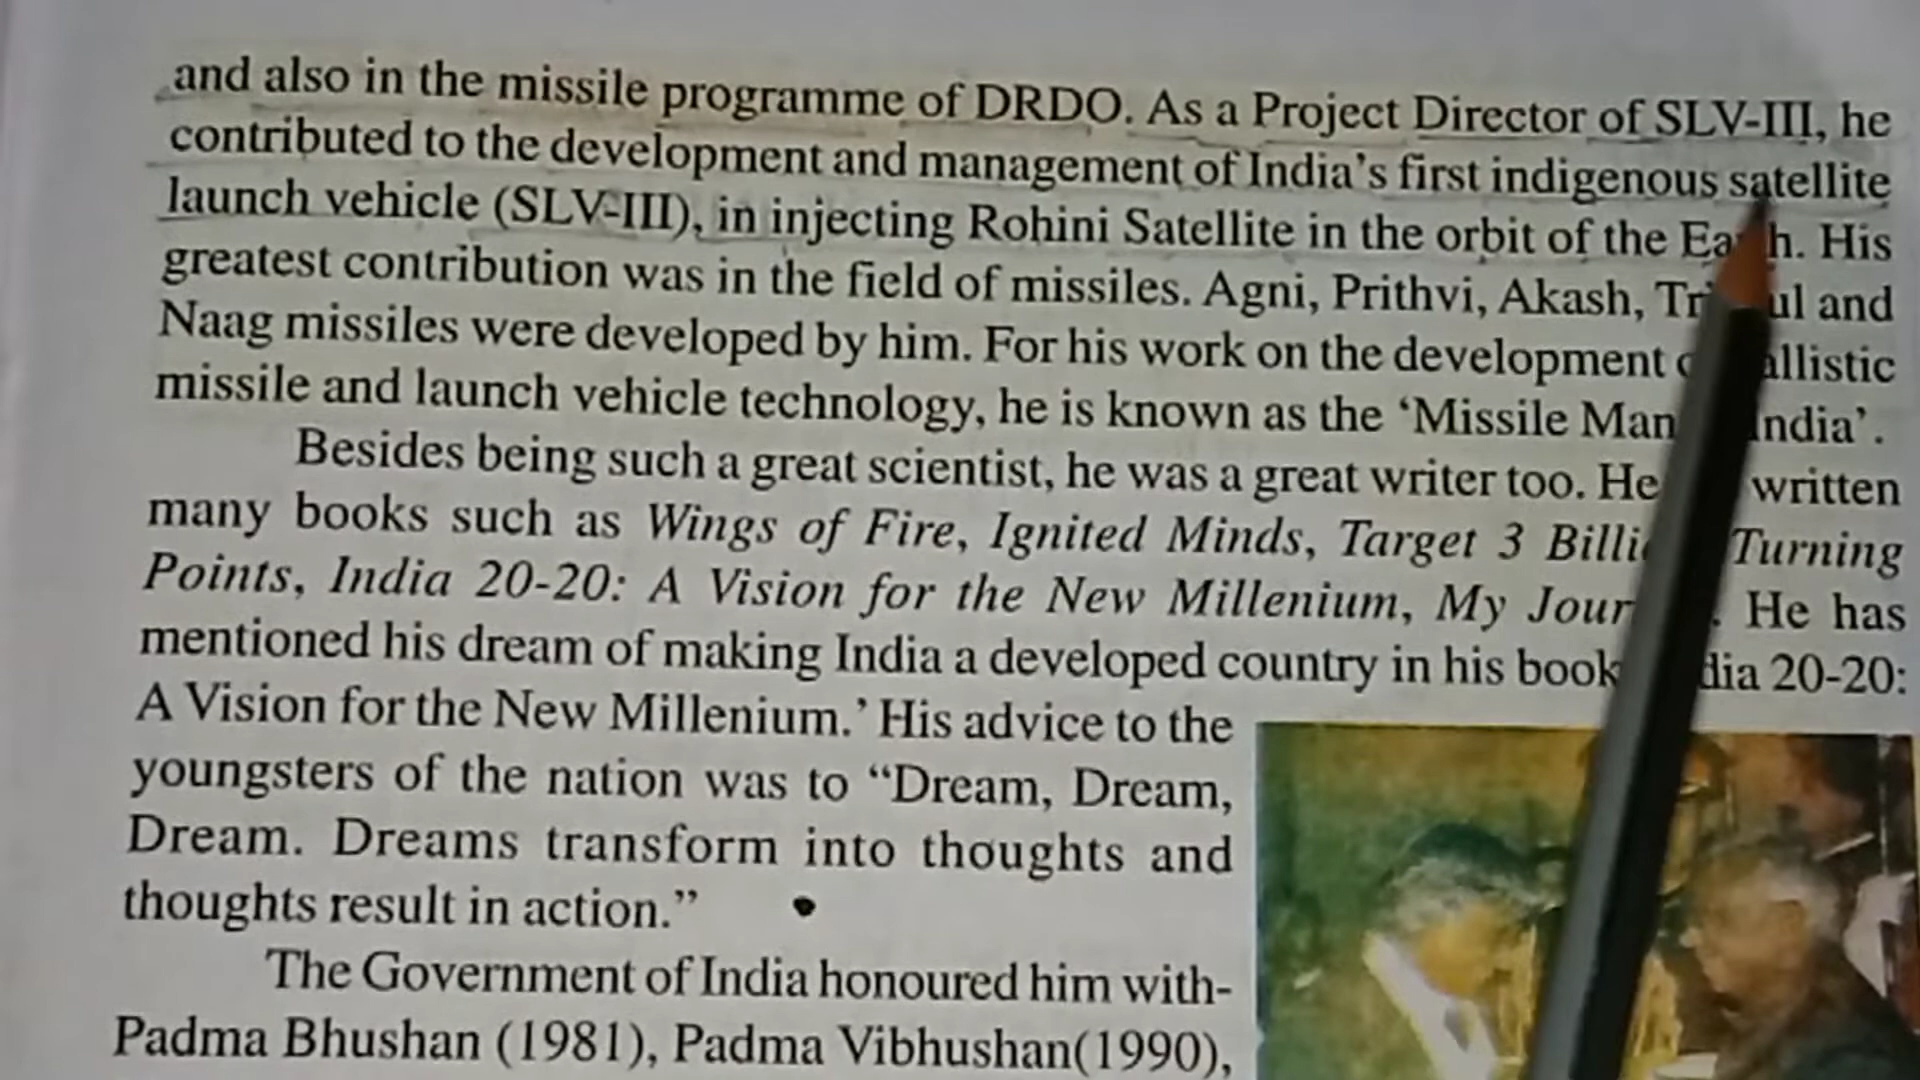 and also in the missile programme of DRDO. As a Project Director of SLV-III, he
contributed to the development and management of India's first indigenous satellite
launch vehicle (SLV-III), in injecting Rohini Satellite in the orbit of the Earth. His
greatest contribution was in the field of missiles. Agni, Prithvi, Akash, and
Naag missiles were developed by him. For his work on the development
missile and launch vehicle technology, he is known as the ‘Missile Man India’.
Besides being such a great scientist, he was a great writer too. He written
many books such as Wings of Fire, Ignited Minds, Target 3 Turning
Points, India 20-20: A Vision for the New Millenium, My He has
mentioned his dream of making India a developed country in his book 20-20:
A Vision for the New Millenium.’ His advice to the
youngsters of the nation was to “Dream, Dream,
Dream. Dreams transform into thoughts and
thoughts result in action.”
The Government of India honoured him with-
Padma Bhushan (1981), Padma Vibhushan(1990),